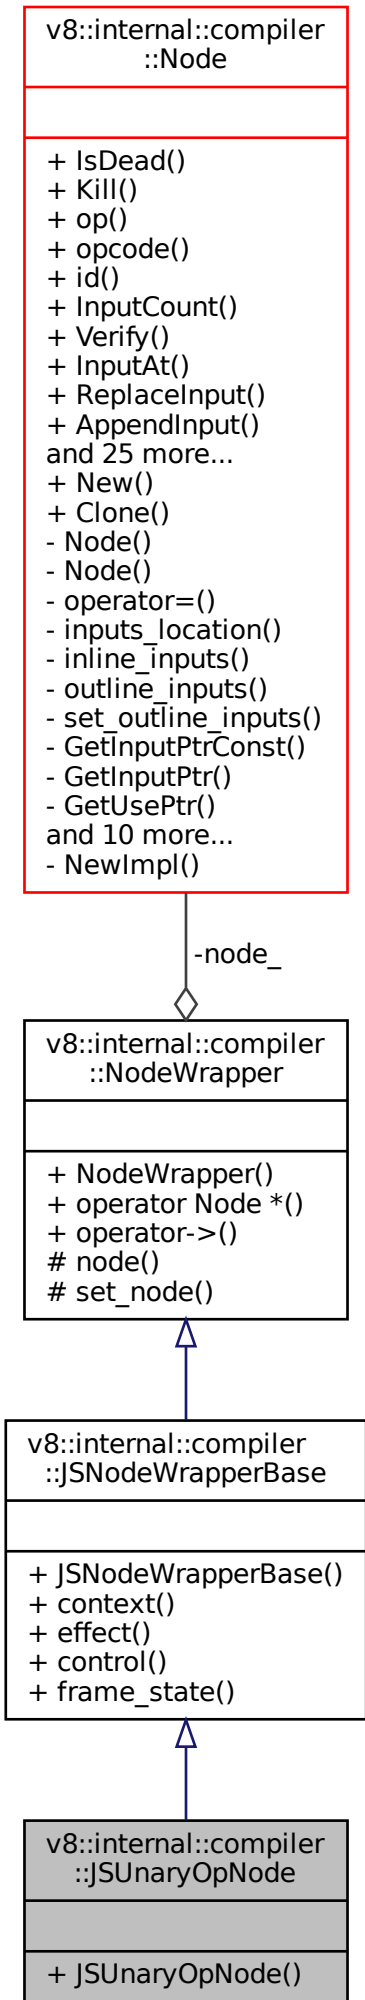 v8::internal::compiler
::Node
+ IsDead()
+ Kill()
+ op()
+ opcode()
+ id()
+ InputCount()
+ Verify()
+ InputAt()
+ ReplaceInput()
+ AppendInput()
and 25 more...
+ New()
+ Clone()
- Node()
- Node()
- operator=()
- inputs_location()
- inline_inputs()
- outline_inputs()
- set_outline_inputs()
- GetInputPtrConst()
- GetInputPtr()
- GetUsePtr()
and 10 more...
- NewImpl()
-node_
v8::internal::compiler
::NodeWrapper
+ NodeWrapper()
+ operator Node *()
+ operator->()
# node()
# set_node()
v8::internal::compiler
::JSNodeWrapperBase
+ JSNodeWrapperBase()
+ context()
+ effect()
+ control()
+ frame_state()
v8::internal::compiler
::JSUnaryOpNode
+ JSUnaryOpNode()